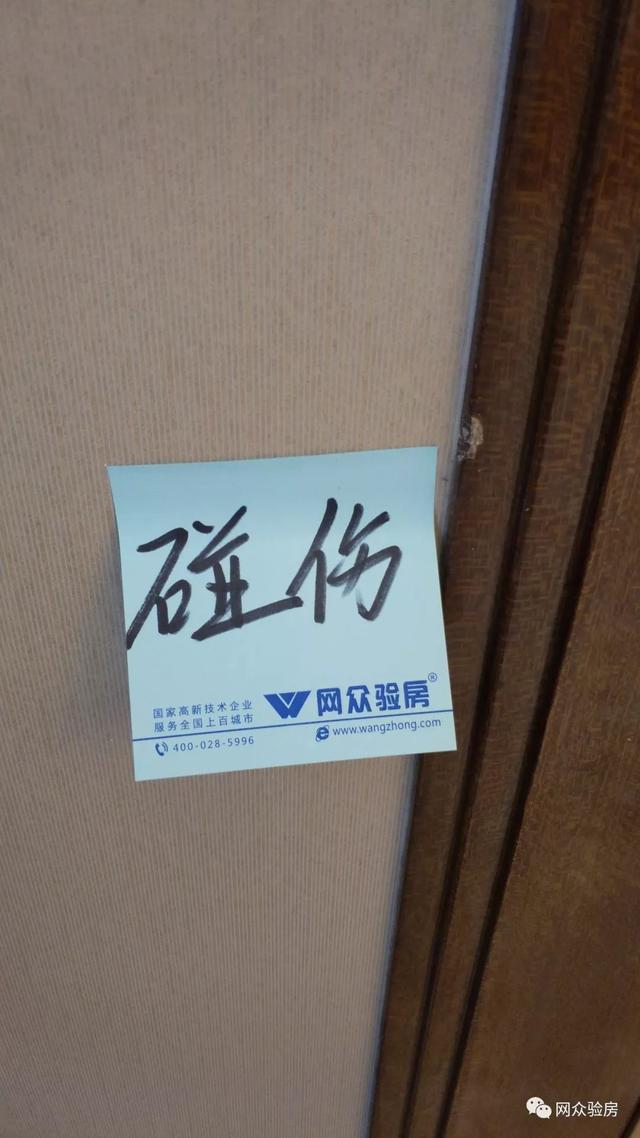 碰伤
国家高新技术企业
服务全国上百城市
网众验房®
400-028-5996
www.wangzhong.com
网众验房